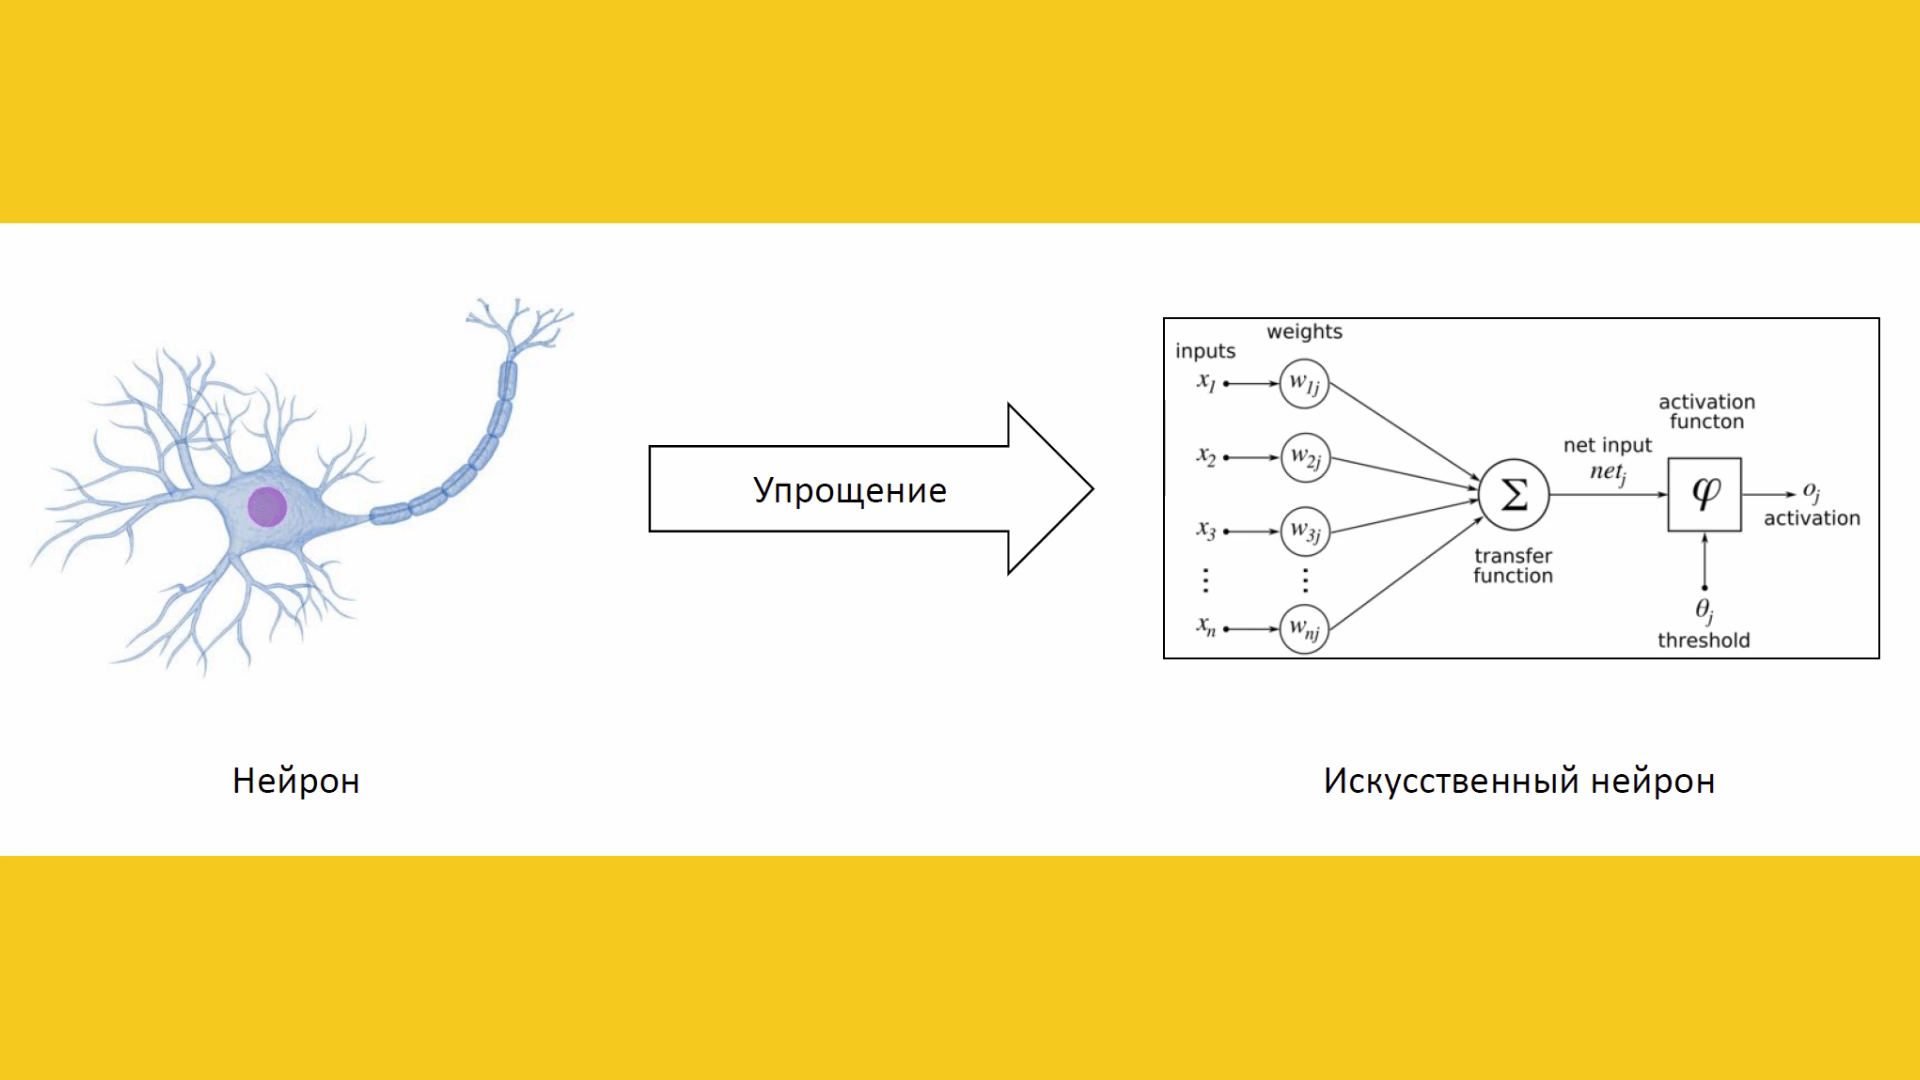 Нейрон
Упрощение
weights
inputs
x1
w1j
x2
w2j
x3
w3j
xn
wnj
Σ
transfer
function
net input
netj
activation
functon
φ
oj
activation
θj
threshold
Искусственный нейрон